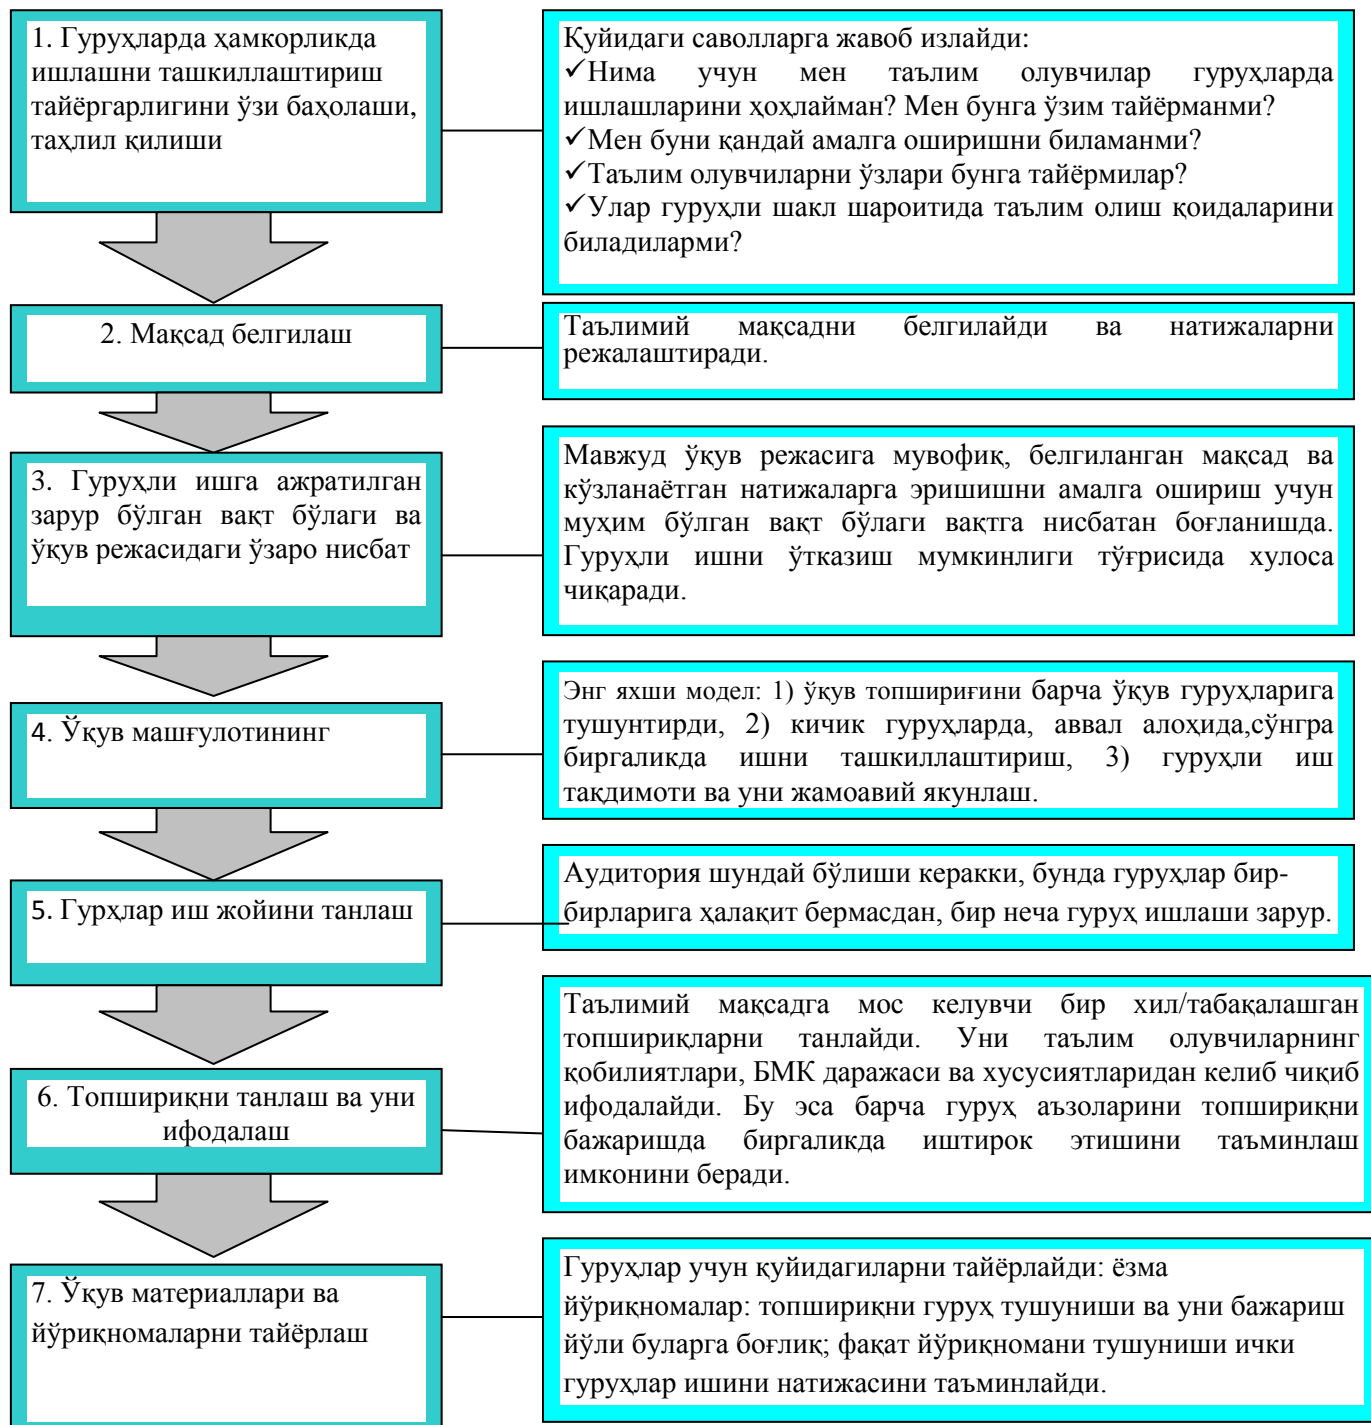 1. Гуруҳларда ҳамкорликда
ишлашни ташкиллаштириш
тайёргарлигини ўзи баҳолаши,
таҳлил қилиши
Қуйидаги саволларга жавоб излайди:
✓Нима учун мен таълим олувчилар гуруҳларда
ишлашларини ҳоҳлайман? Мен бунга ўзим тайёрманми?
✓Мен буни қандай амалга оширишни биламанми?
✓Таълим олувчиларни ўзлари бунга тайёрмилар?
✓Улар гуруҳли шакл шароитида таълим олиш қоидаларини
биладиларми?
2. Мақсад белгилаш
Таълимий мақсадни белгилайди ва натижаларни
режалаштиради.
3. Гуруҳли ишга ажратилган
зарур бўлган вақт бўлаги ва
ўқув режасидаги ўзаро нисбат
Мавжуд ўқув режасига мувофиқ, белгиланган мақсад ва
кўзланаётган натижаларга эришишни амалга ошириш учун
муҳим бўлган вақт бўлаги вақтга нисбатан боғланишда.
Гуруҳли ишни ўтказиш мумкинлиги тўғрисида хулоса
чиқаради.
4. Ўқув машғулотининг
Энг яхши модел: 1) ўқув топшириғини барча ўқув гуруҳларига
тушунтирди, 2) кичик гуруҳларда, аввал алоҳида,сўнгра
биргаликда ишни ташкиллаштириш, 3) гуруҳли иш
тақдимоти ва уни жамоавий якунлаш.
5. Гурҳлар иш жойини танлаш
Аудитория шундай бўлиши керакки, бунда гуруҳлар бир-
бирларига ҳалақит бермасдан, бир неча гуруҳ ишлаши зарур.
6. Топшириқни танлаш ва уни
ифодалаш
Таълимий мақсадга мос келувчи бир хил/табақалашган
топшириқларни танлайди. Уни таълим олувчиларнинг
қобилиятлари, БМК даражаси ва хусусиятларидан келиб чиқиб
ифодалайди. Бу эса барча гуруҳ аъзоларини топшириқни
бажаришда биргаликда иштирок этишини таъминлаш
имконини беради.
7. Ўқув материаллари ва
йўриқномаларни тайёрлаш
Гуруҳлар учун қуйидагиларни тайёрлайди: ёзма
йўриқномалар: топшириқни гуруҳ тушуниши ва уни бажариш
йўли буларга боғлиқ; фақат йўриқномани тушуниши ички
гуруҳлар ишини натижасини таъминлайди.